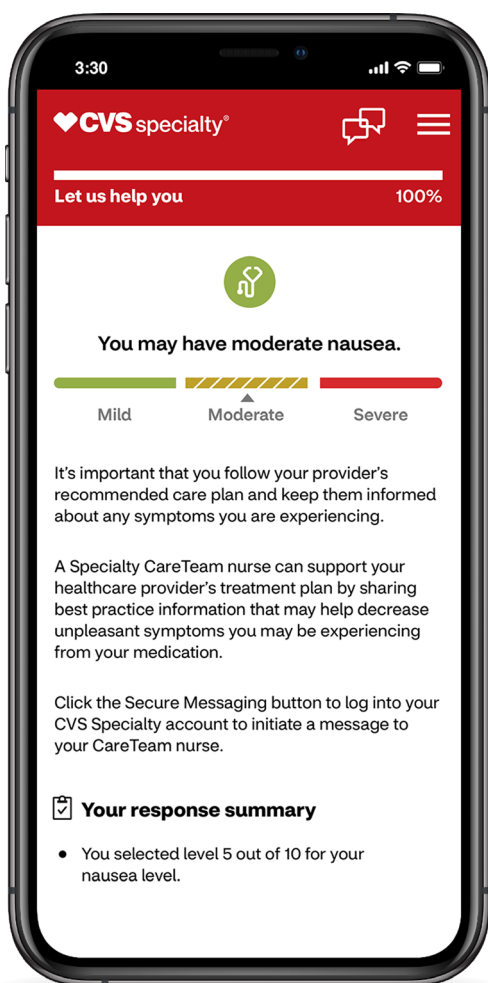 3:30
CVS specialty®
Let us help you 100%
You may have moderate nausea.
Mild Moderate Severe
It's important that you follow your provider's
recommended care plan and keep them informed
about any symptoms you are experiencing.
A Specialty CareTeam nurse can support your
healthcare provider's treatment plan by sharing
best practice information that may help decrease
unpleasant symptoms you may be experiencing
from your medication.
Click the Secure Messaging button to log into your
CVS Specialty account to initiate a message to
your CareTeam nurse.
Your response summary
• You selected level 5 out of 10 for your
nausea level.